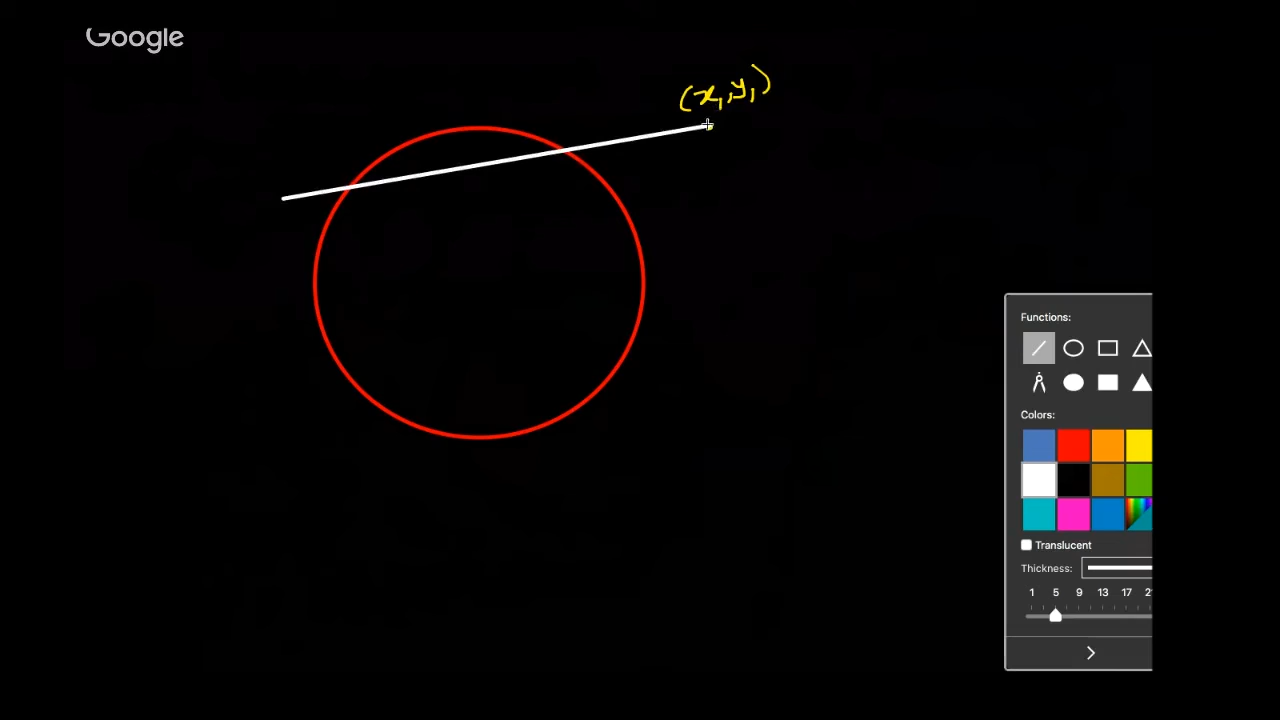 Google
(x₁,y₁)
Functions:
Colors:
Translucent
Thickness:
1 5 9 13 17